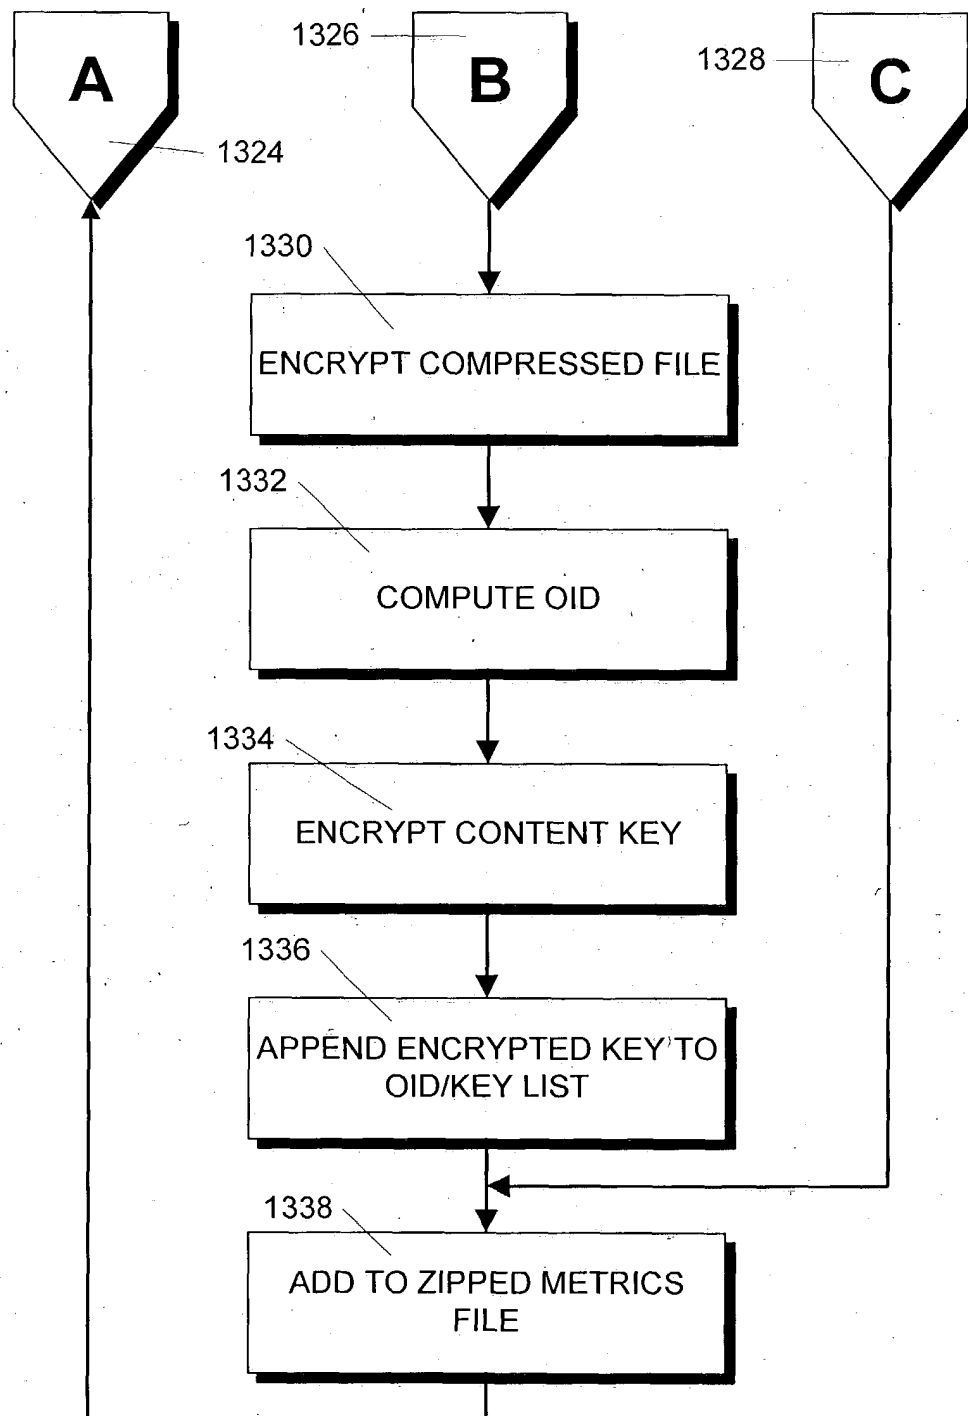 1326
1328
A
B
C
1324
1330
ENCRYPT COMPRESSED FILE
1332
COMPUTE OID
1334
ENCRYPT CONTENT KEY
1336
APPEND ENCRYPTED KEY TO
OID/KEY LIST
1338
ADD TO ZIPPED METRICS
FILE